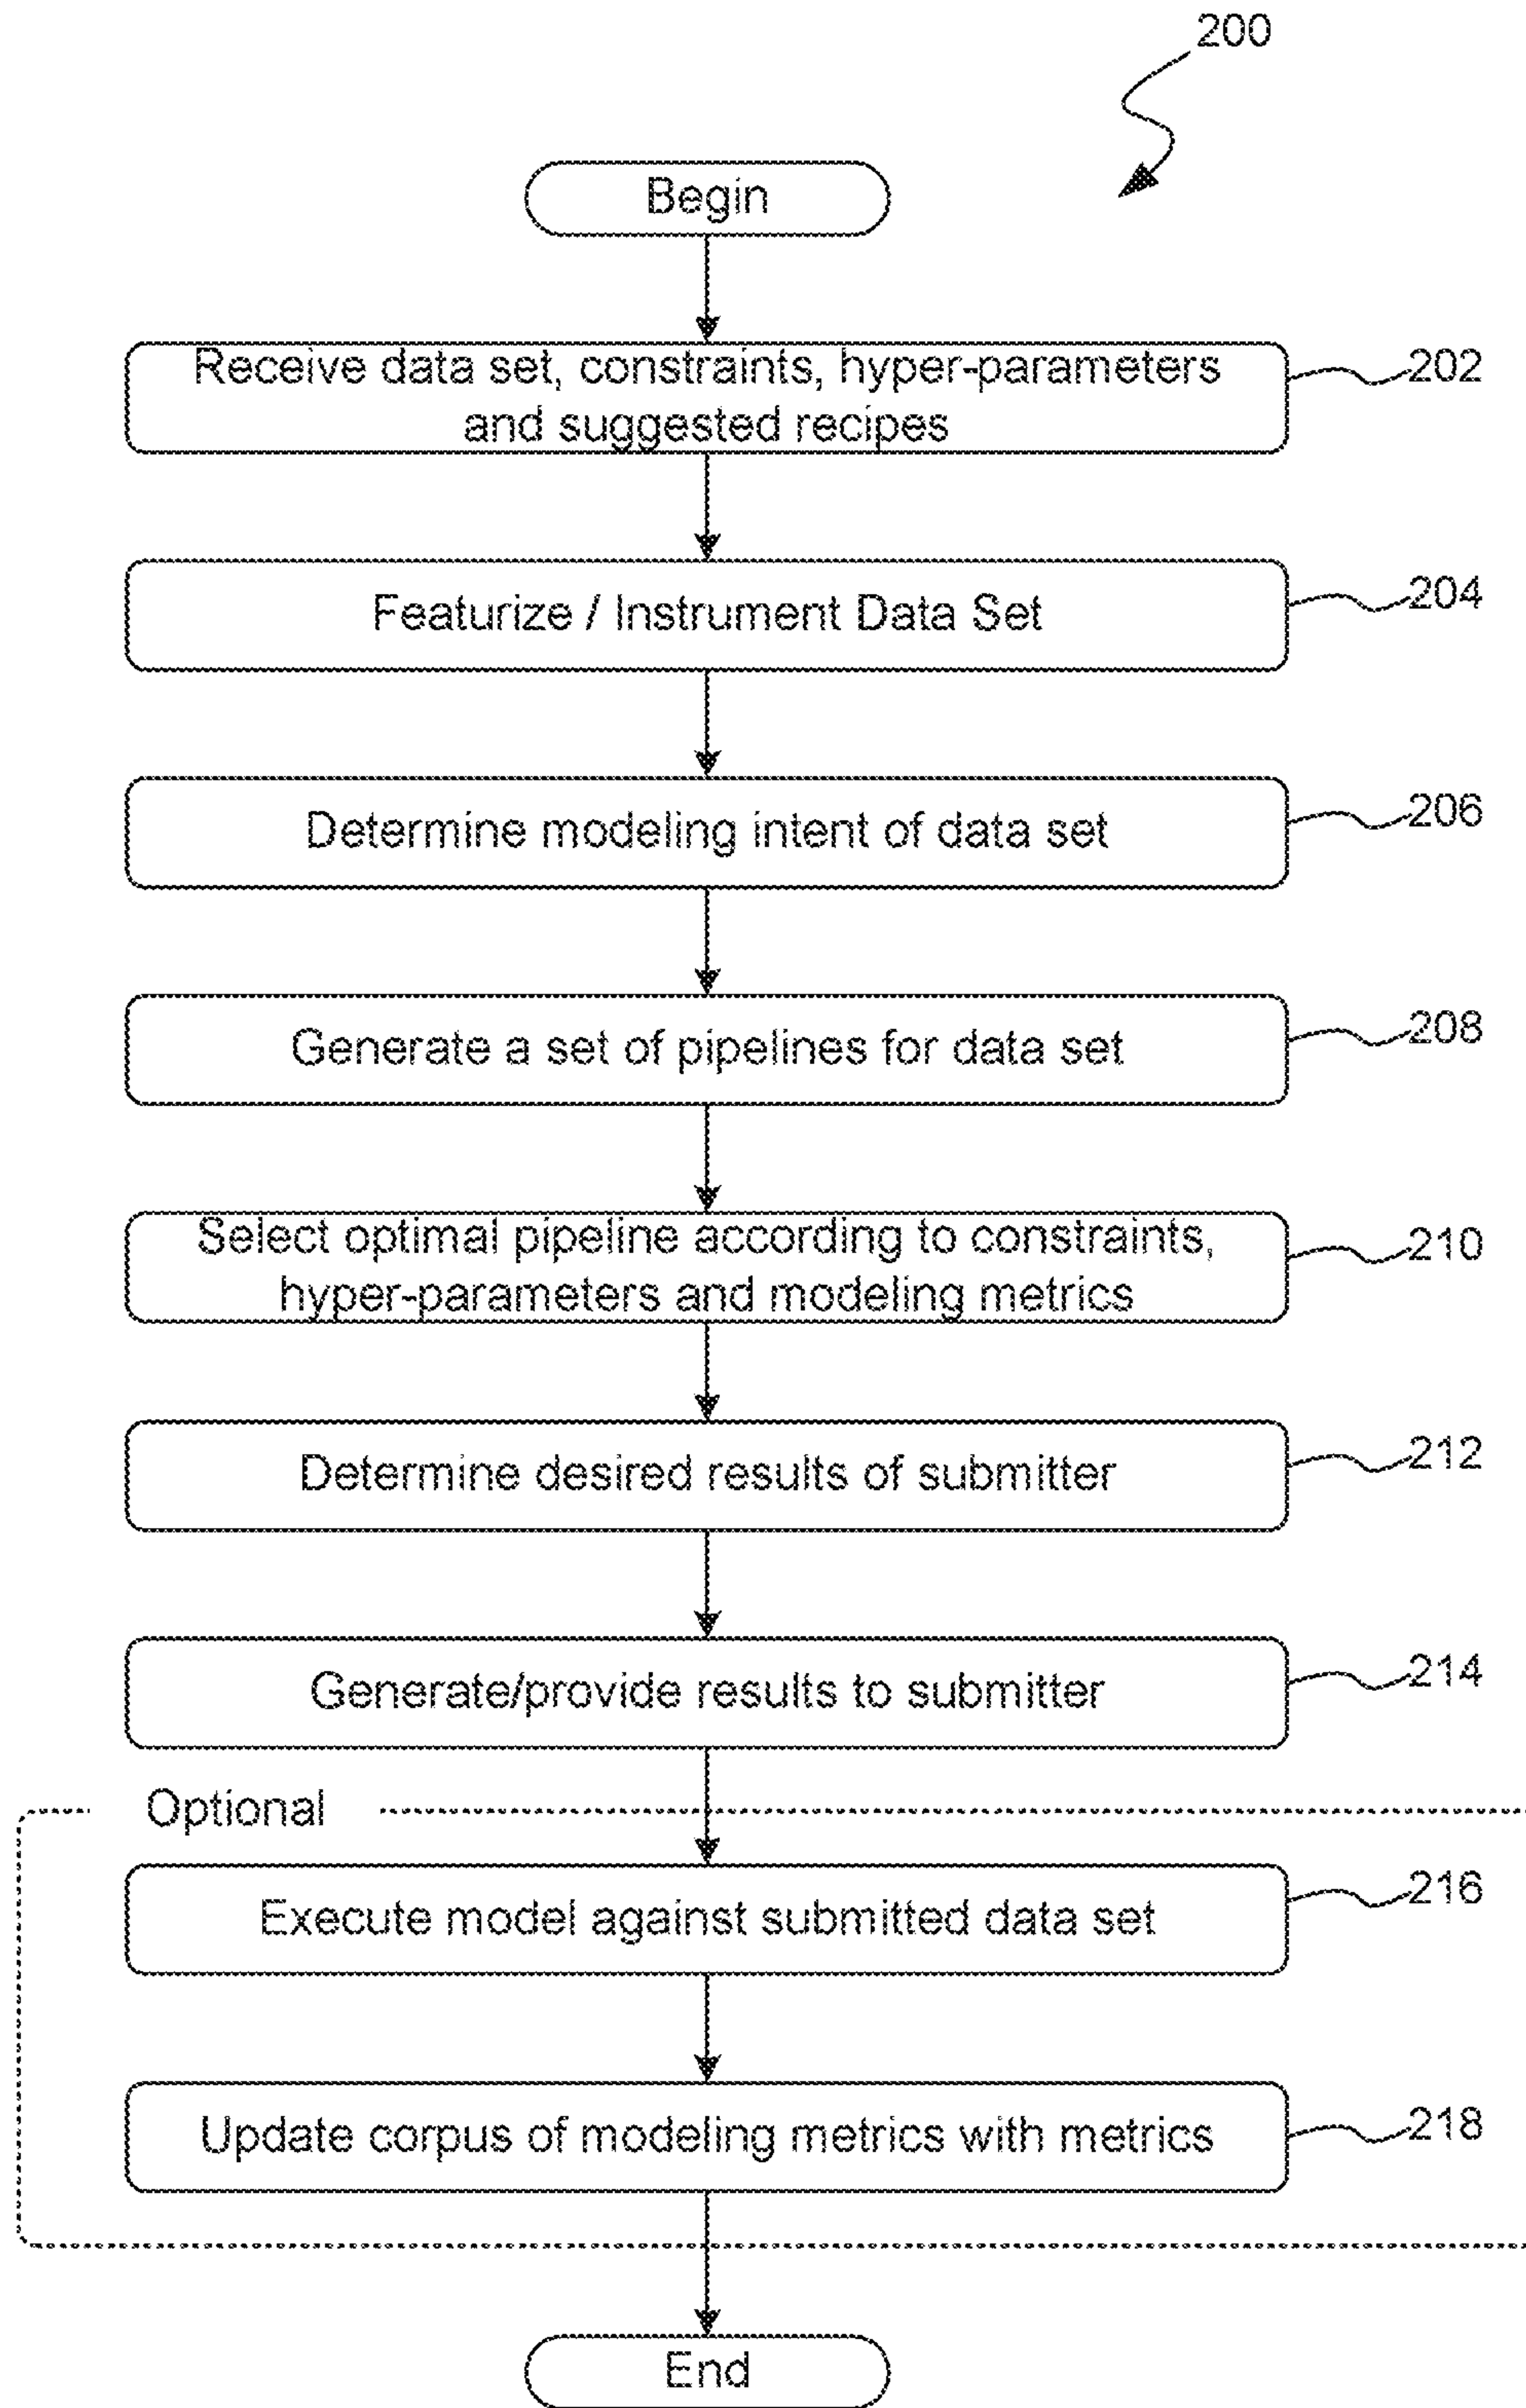 200
Begin
Receive data set, constraints, hyper-parameters
and suggested recipes
202
Featurize / Instrument Data Set
204
Determine modeling intent of data set
206
Generate a set of pipelines for data set
208
Select optimal pipeline according to constraints,
hyper-parameters and modeling metrics
210
Determine desired results of submitter
212
Generate/provide results to submitter
214
Optional
Execute model against submitted data set
216
Update corpus of modeling metrics with metrics
218
End